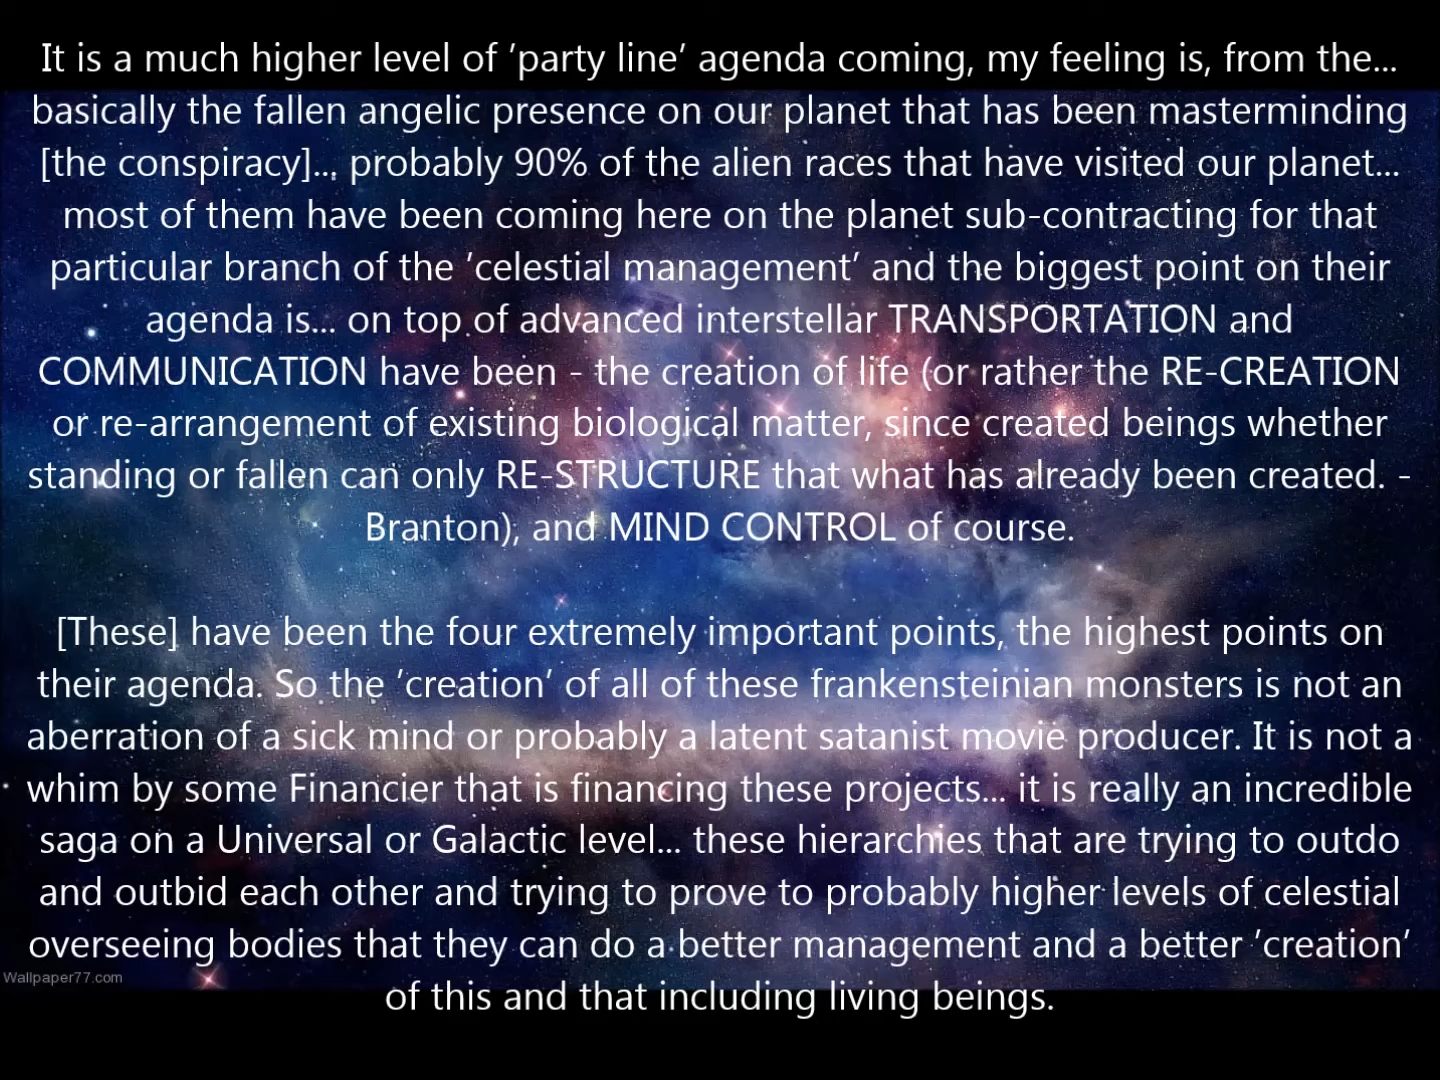 It is a much higher level of ’party line’ agenda coming, my feeling is, from the...
basically the fallen angelic presence on our planet that has been masterminding
[the conspiracy]... probably 90% of the alien races that have visited our planet...
most of them have been coming here on the planet sub-contracting for that
particular branch of the ’celestial management’ and the biggest point on their
agenda is... on top of advanced interstellar TRANSPORTATION and
COMMUNICATION have been - the creation of life (or rather the RE-CREATION
or re-arrangement of existing biological matter, since created beings whether
standing or fallen can only RE-STRUCTURE that what has already been created. -
Branton), and MIND CONTROL of course.
[These] have been the four extremely important points, the highest points on
their agenda. So the ’creation’ of all of these frankensteinian monsters is not an
aberration of a sick mind or probably a latent satanist movie producer. It is not a
whim by some Financier that is financing these projects... it is really an incredible
saga on a Universal or Galactic level... these hierarchies that are trying to outdo
and outbid each other and trying to prove to probably higher levels of celestial
overseeing bodies that they can do a better management and a better ’creation’
Wallpaper77.com
of this and that including living beings.